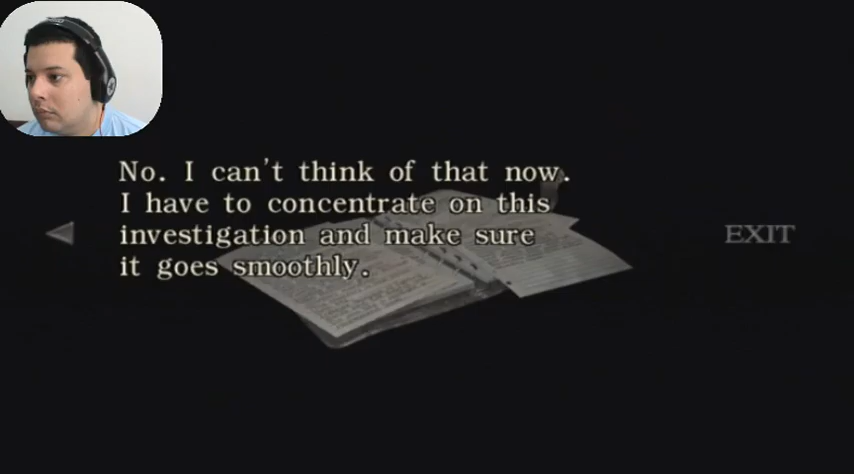 No. I can't think of that now.
I have to concentrate on this
investigation and make sure
it goes smoothly.
EXIT